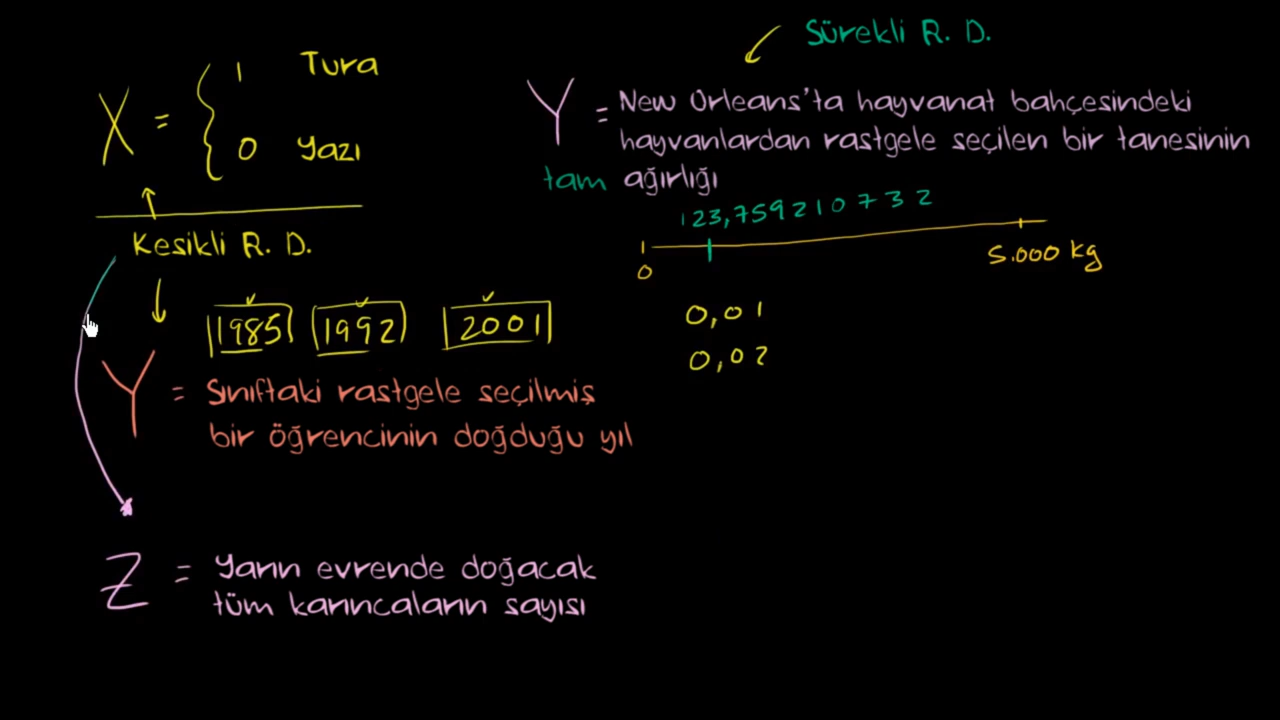 X = { 1 Tura
0 Yazı
Kesikli R. D.
1985 1992 2001
Y = Sınıftaki rastgele seçilmiş
bir öğrencinin doğduğu yıl
Z = Yarın evrende doğacak
tüm karıncaların sayısı
Sürekli R. D.
Y = New Orleans'ta hayvanat bahçesindeki
hayvanlardan rastgele seçilen bir tanesinin
tam ağırlığı
123,759210732
0 5.000 kg
0,01
0,02